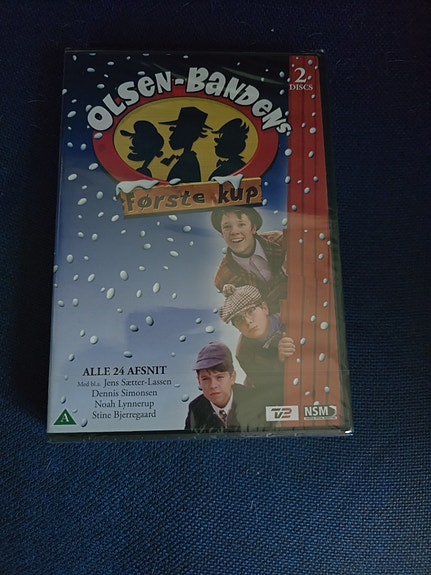 OLSEN-BANDENS
Første kup
2
DISCS
ALLE 24 AFSNIT
Med bl.a. Jens Sætter-Lassen
Dennis Simonsen
Noah Lynnerup
Stine Bjerregaard
A
TV2
NSM